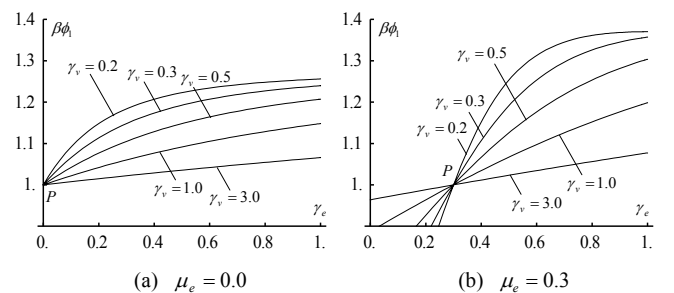 1.4
βϕ₁
1.3
1.2
1.1
1.
γᵥ = 0.2
γᵥ = 0.3
γᵥ = 0.5
γᵥ = 1.0
γᵥ = 3.0
P
γₑ
0. 0.2 0.4 0.6 0.8 1.
(a) μₑ = 0.0
1.4
βϕ₁
1.3
1.2
1.1
1.
γᵥ = 0.5
γᵥ = 0.3
γᵥ = 0.2
P
γᵥ = 1.0
γᵥ = 3.0
γₑ
0. 0.2 0.4 0.6 0.8 1.
(b) μₑ = 0.3